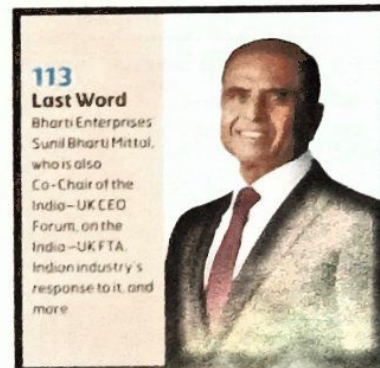 113
Last Word
Bharti Enterprises'
Sunil Bharti Mittal,
who is also
Co-Chair of the
India–UK CEO
Forum, on the
India–UK FTA,
Indian industry's
response to it, and
more